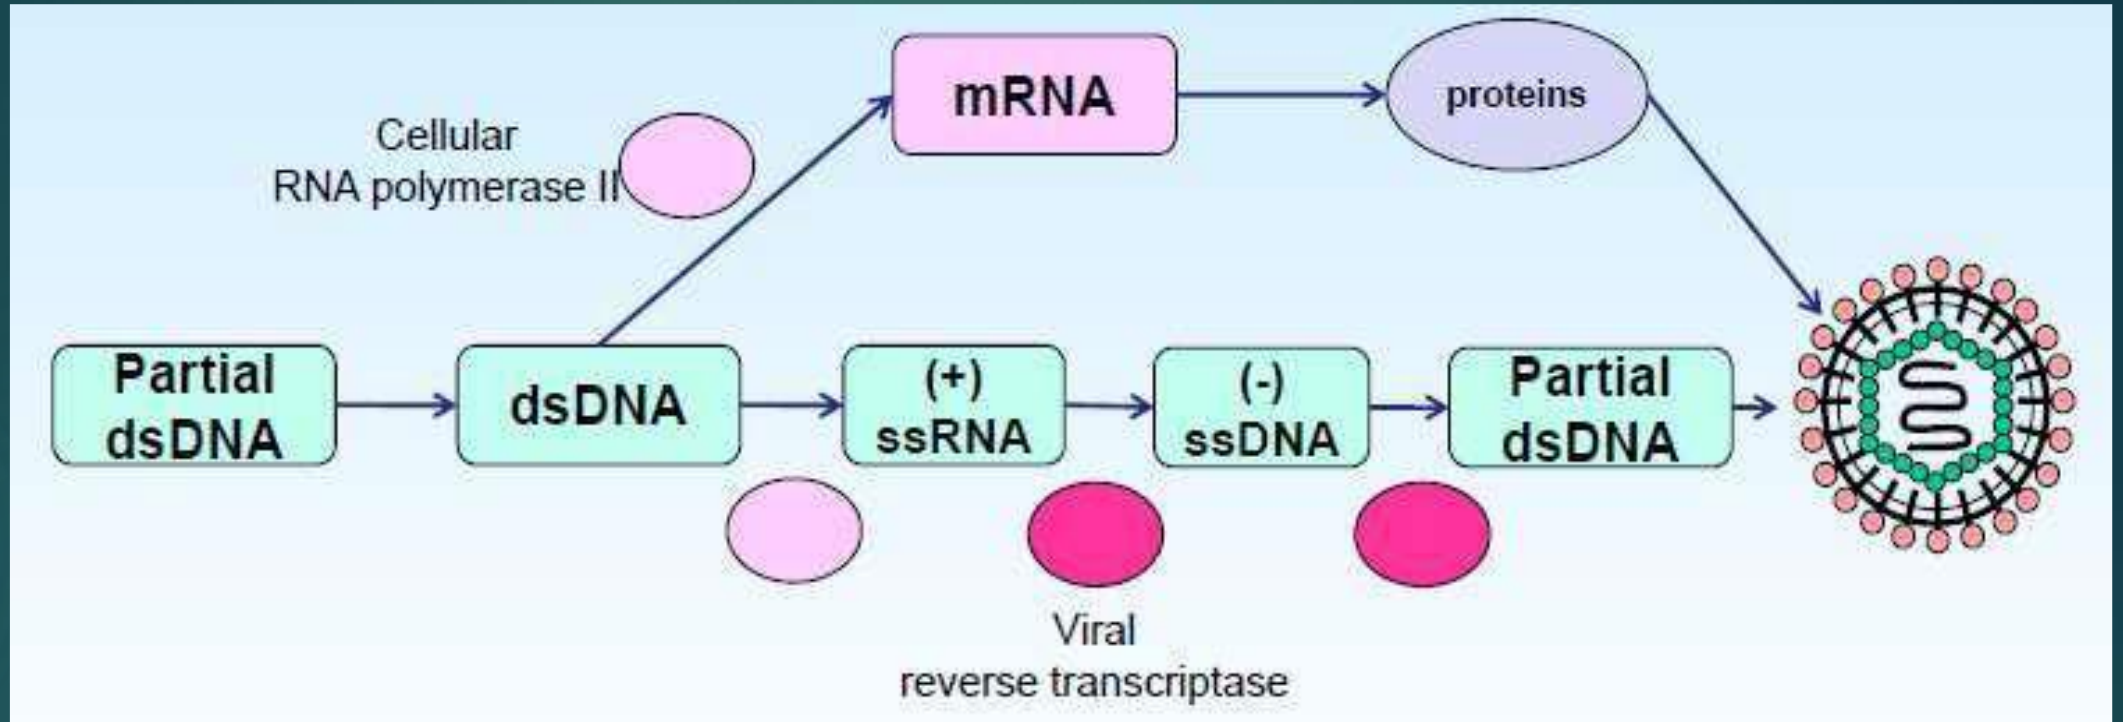 mRNA
proteins
Cellular
RNA polymerase II
Partial
dsDNA
dsDNA
(+)
ssRNA
(-)
ssDNA
Partial
dsDNA
Viral
reverse transcriptase